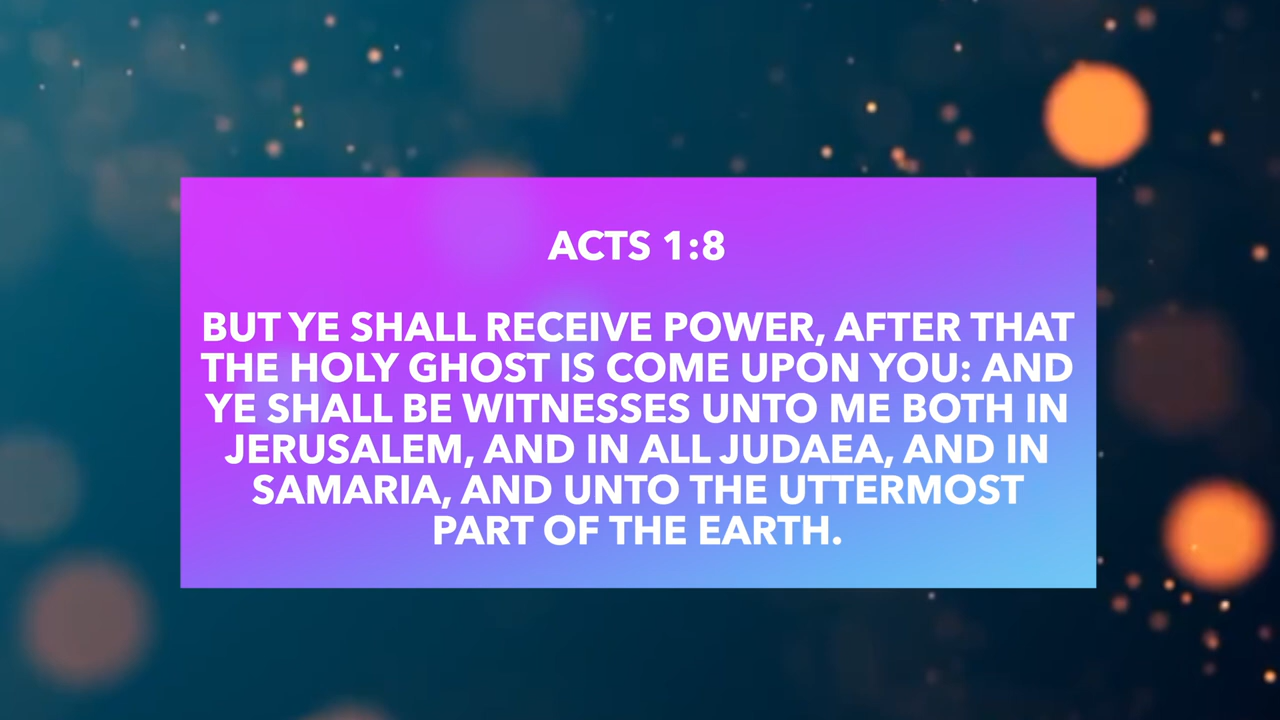 ACTS 1:8
BUT YE SHALL RECEIVE POWER, AFTER THAT
THE HOLY GHOST IS COME UPON YOU: AND
YE SHALL BE WITNESSES UNTO ME BOTH IN
JERUSALEM, AND IN ALL JUDAEA, AND IN
SAMARIA, AND UNTO THE UTTERMOST
PART OF THE EARTH.